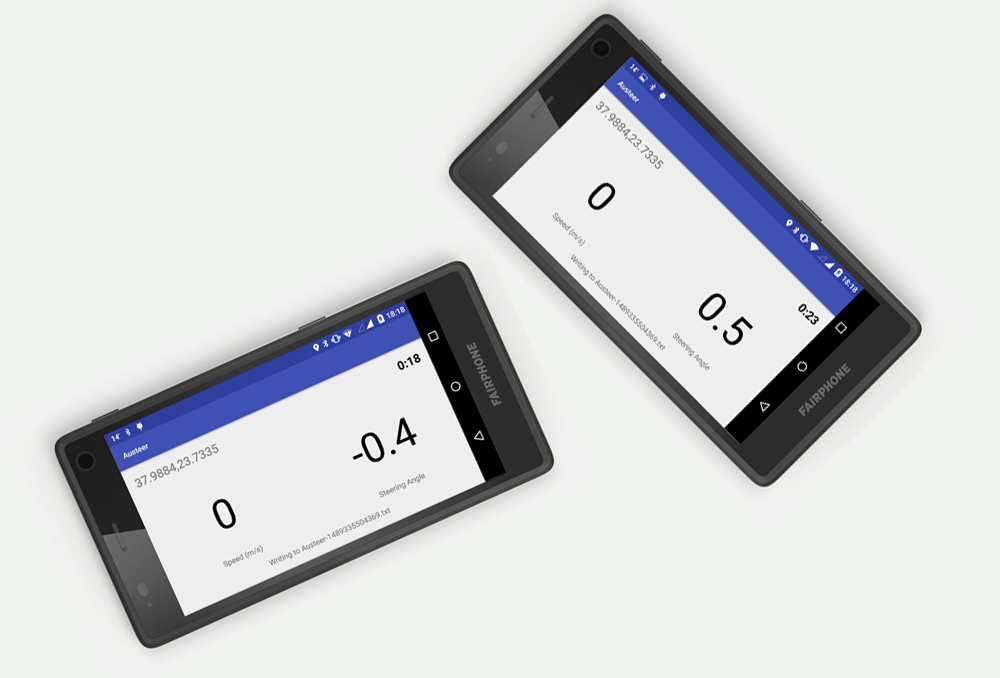 14°
18:18
Austeer
37.9884,23.7335
0:18
0
-0.4
Speed (m/s)
Steering Angle
Writing to Austeer-1489335504369.txt
FAIRPHONE
14°
18:18
Austeer
37.9884,23.7335
0:23
0
0.5
Speed (m/s)
Steering Angle
Writing to Austeer-1489335504369.txt
FAIRPHONE